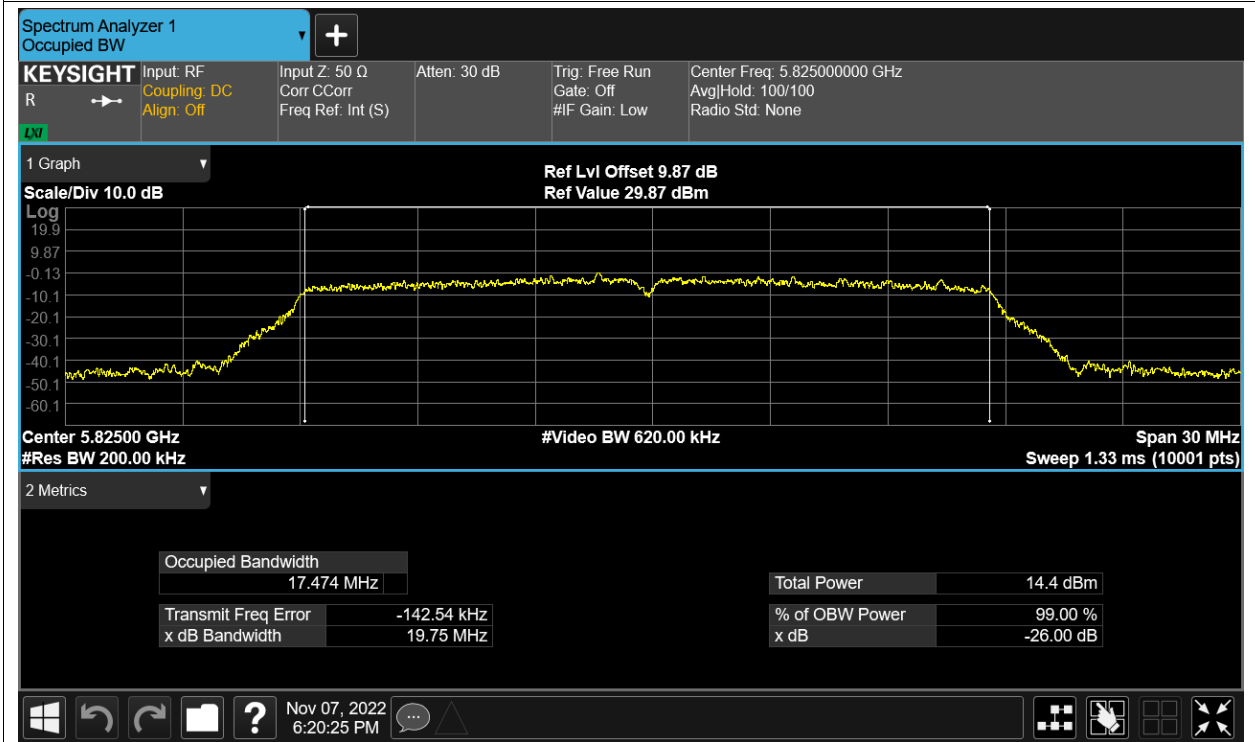 Spectrum Analyzer 1
Occupied BW
KEYSIGHT
R
LXI
Input: RF
Coupling: DC
Align: Off
Input Z: 50 Ω
Corr CCorr
Freq Ref: Int (S)
Atten: 30 dB
Trig: Free Run
Gate: Off
#IF Gain: Low
Center Freq: 5.825000000 GHz
Avg|Hold: 100/100
Radio Std: None
1 Graph
Scale/Div 10.0 dB
Ref Lvl Offset 9.87 dB
Ref Value 29.87 dBm
Log
19.9
9.87
-0.13
-10.1
-20.1
-30.1
-40.1
-50.1
-60.1
Center 5.82500 GHz
#Video BW 620.00 kHz
Span 30 MHz
#Res BW 200.00 kHz
Sweep 1.33 ms (10001 pts)
2 Metrics
Occupied Bandwidth
17.474 MHz
Transmit Freq Error -142.54 kHz
x dB Bandwidth 19.75 MHz
Total Power 14.4 dBm
% of OBW Power 99.00 %
x dB -26.00 dB
?
Nov 07, 2022
6:20:25 PM